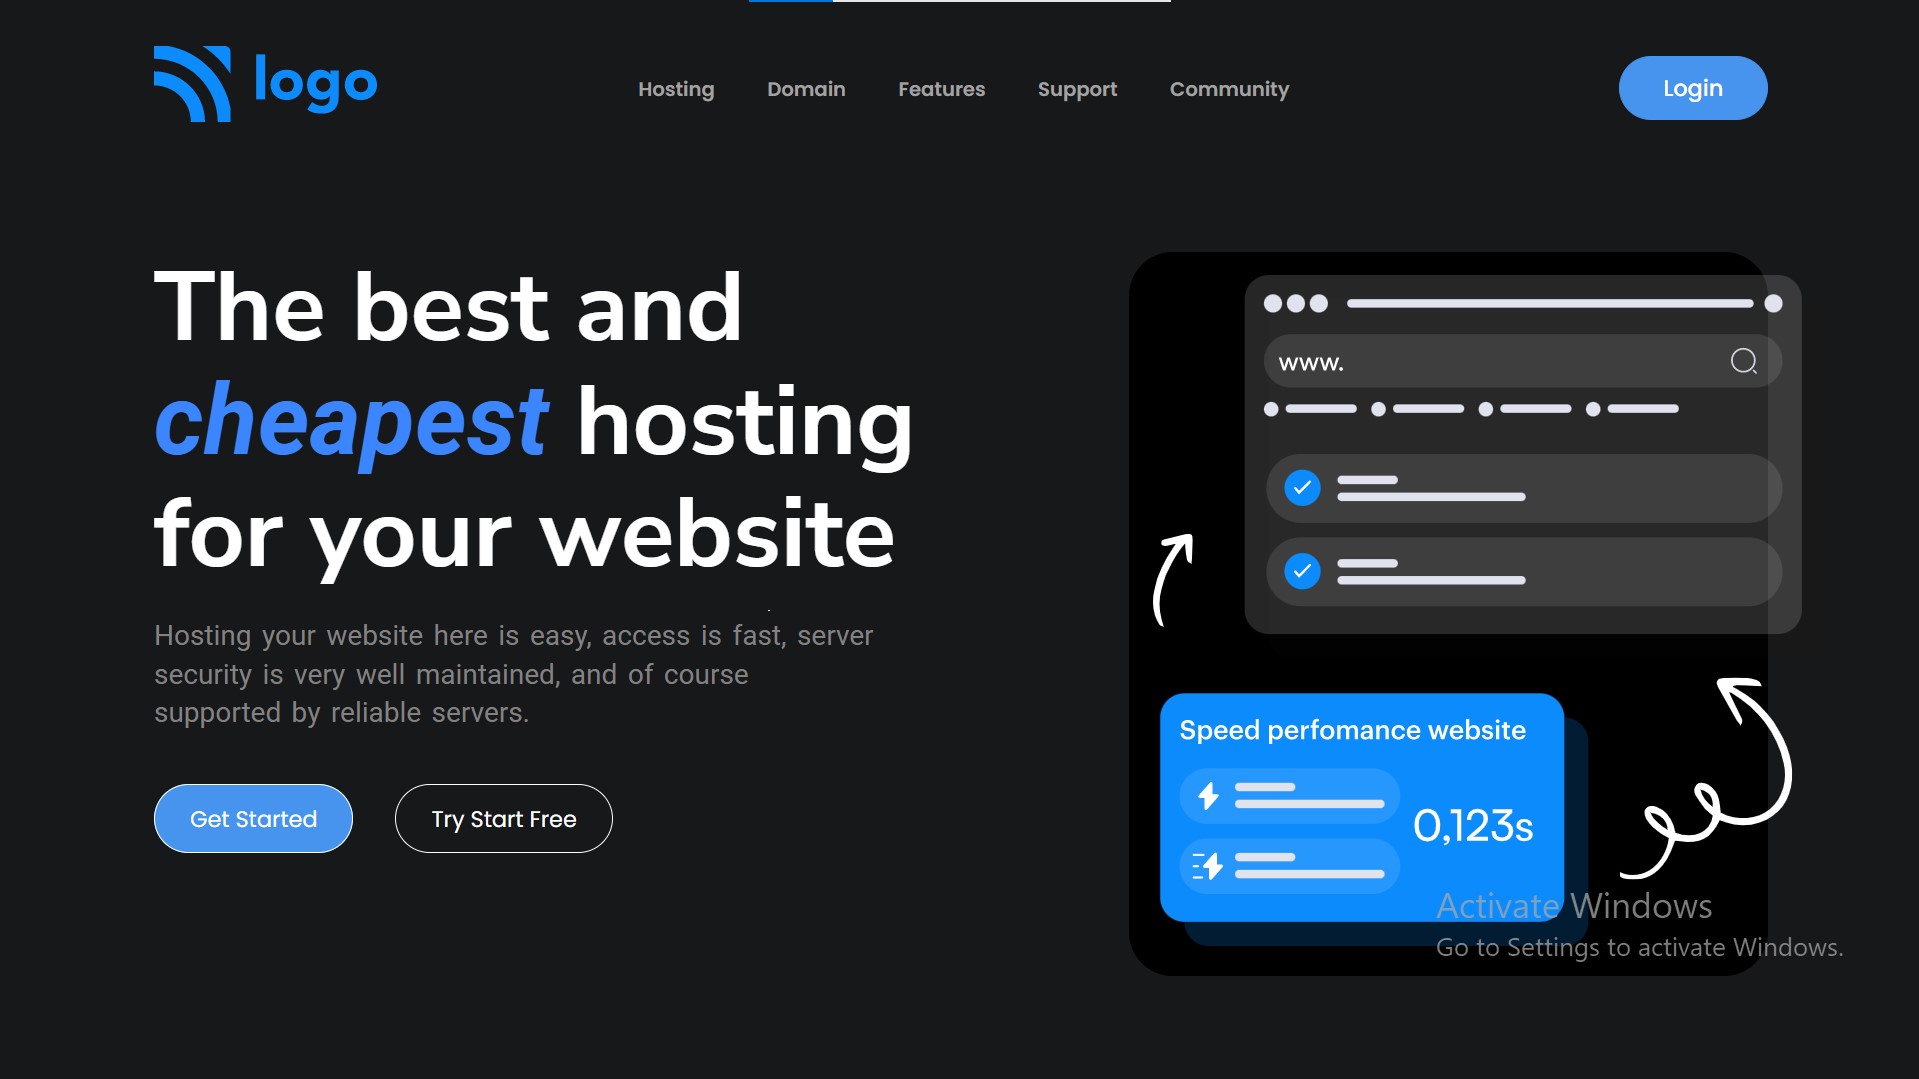 logo
Hosting Domain Features Support Community
Login
The best and
cheapest hosting
for your website
Hosting your website here is easy, access is fast, server
security is very well maintained, and of course
supported by reliable servers.
Get Started
Try Start Free
www.
Speed perfomance website
0,123s
Activate Windows
Go to Settings to activate Windows.